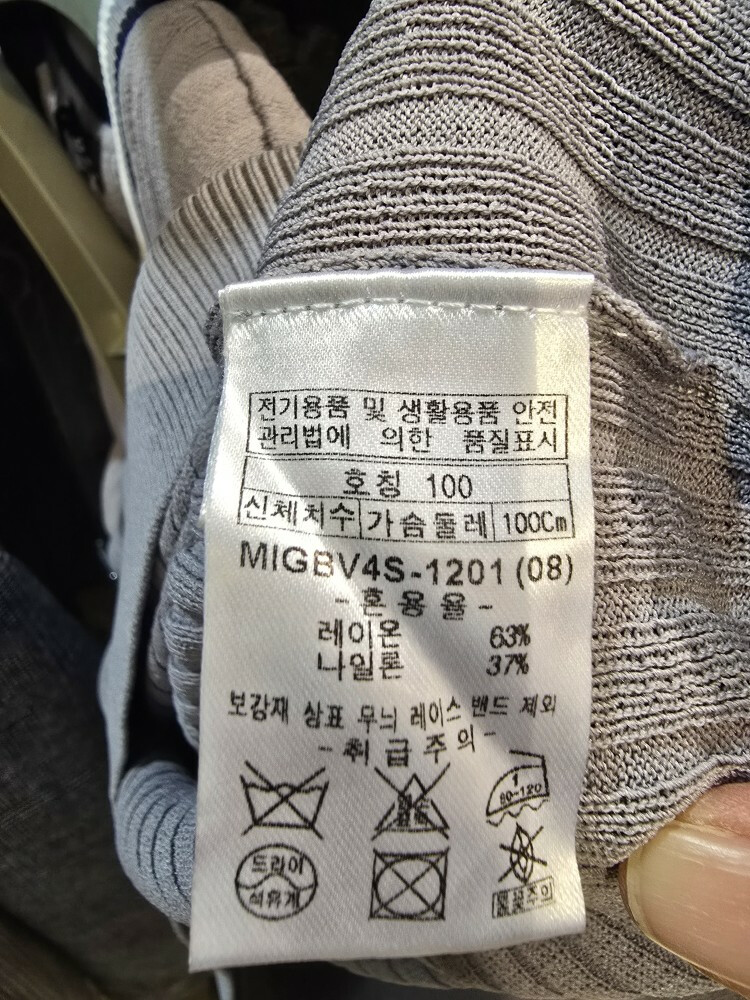 전기용품 및 생활용품 안전
관리법에 의한 품질표시
호칭 100
신체치수 가슴둘레 100Cm
MIGBV4S-1201 (08)
- 혼용율 -
레이온 63%
나일론 37%
보강재 상표 무늬 레이스 밴드 제외
- 취급주의 -
1
80-120
드라이
석유계